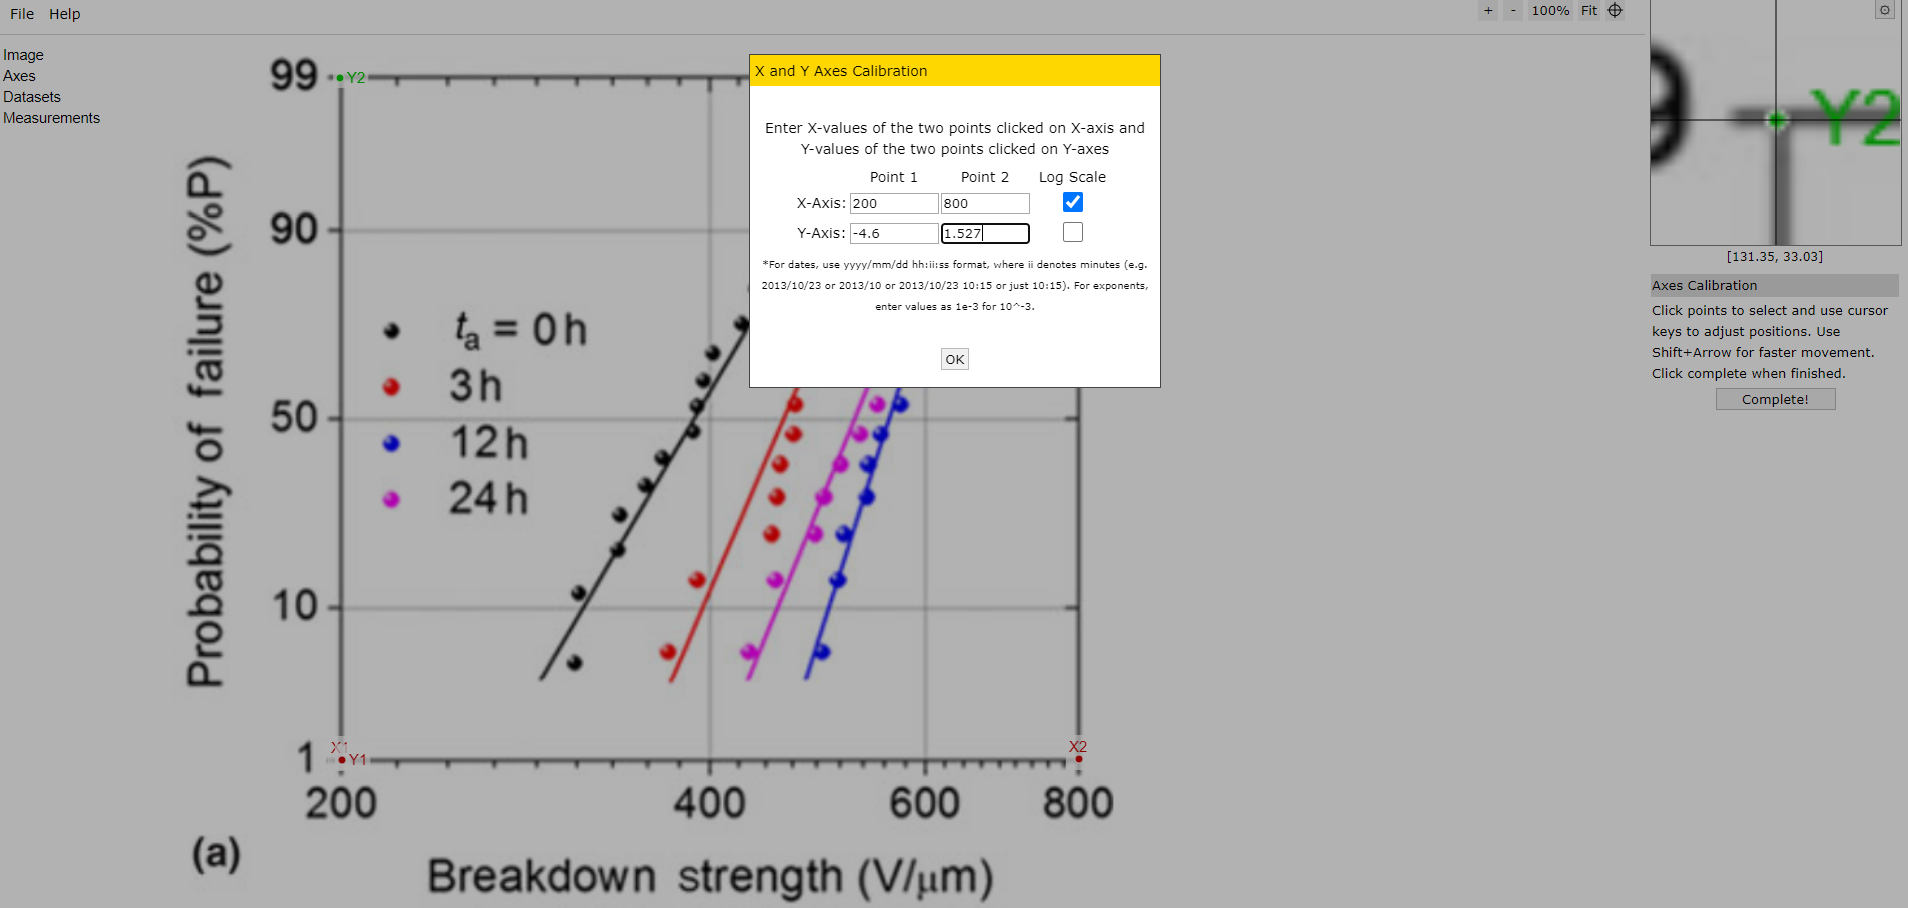 File Help
+ - 100% Fit
Image
Axes
Datasets
Measurements
99
Y2
90
50
10
1
Probability of failure (%P)
ta = 0 h
3 h
12 h
24 h
X1
Y1
X2
200 400 600 800
(a)
Breakdown strength (V/μm)
X and Y Axes Calibration
Enter X-values of the two points clicked on X-axis and
Y-values of the two points clicked on Y-axes
Point 1 Point 2 Log Scale
X-Axis: 200 800
Y-Axis: -4.6 1.527
*For dates, use yyyy/mm/dd hh:ii:ss format, where ii denotes minutes (e.g.
2013/10/23 or 2013/10 or 2013/10/23 10:15 or just 10:15). For exponents,
enter values as 1e-3 for 10^-3.
OK
Y2
[131.35, 33.03]
Axes Calibration
Click points to select and use cursor
keys to adjust positions. Use
Shift+Arrow for faster movement.
Click complete when finished.
Complete!